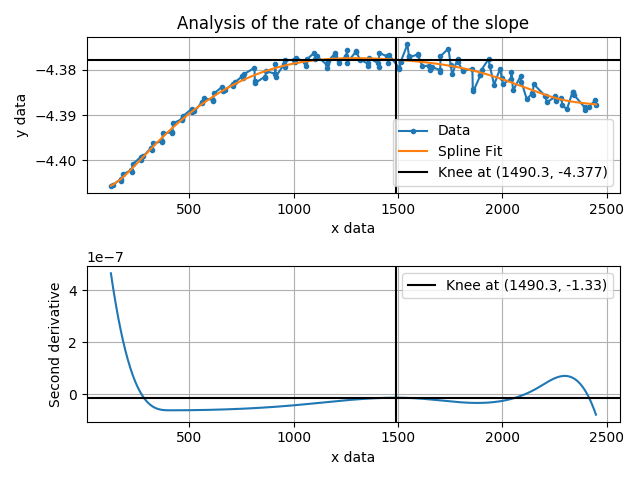 Analysis of the rate of change of the slope
y data
−4.38
−4.39
−4.40
Data
Spline Fit
Knee at (1490.3, -4.377)
500
1000
1500
2000
2500
x data
1e−7
Second derivative
4
2
0
Knee at (1490.3, -1.33)
500
1000
1500
2000
2500
x data